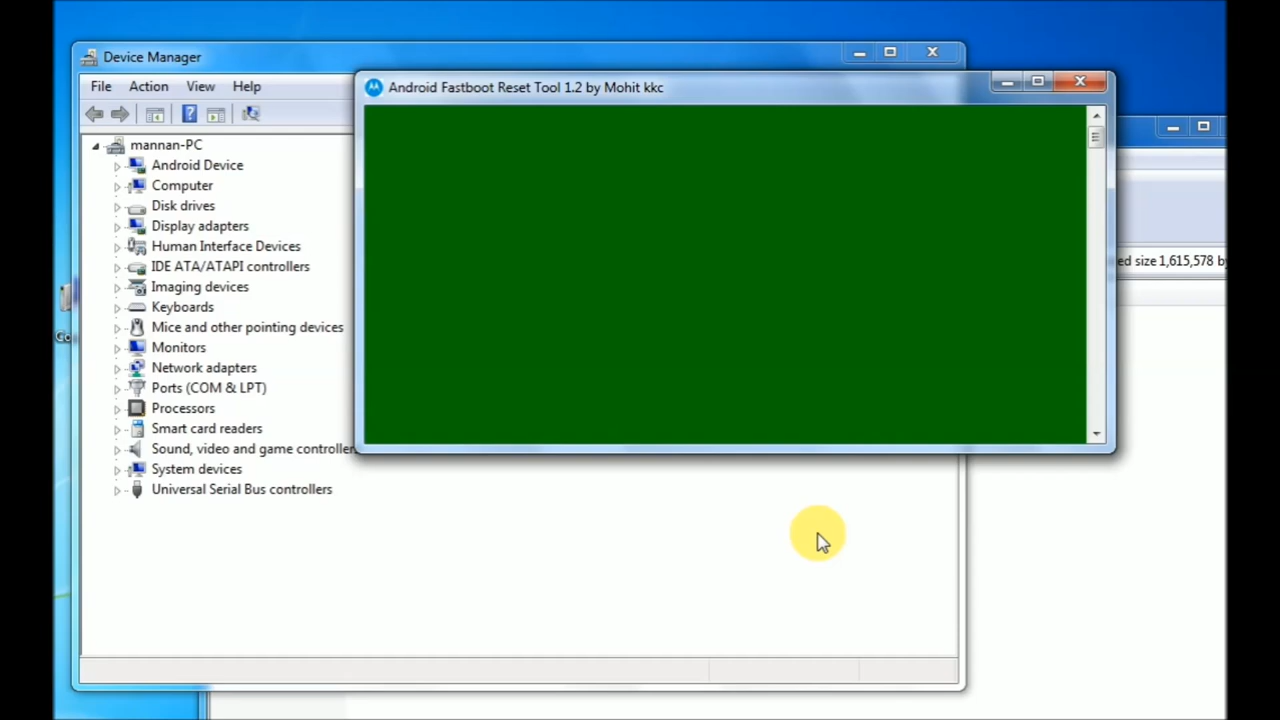 Device Manager
File Action View Help
Android Fastboot Reset Tool 1.2 by Mohit kkc
mannan-PC
Android Device
Computer
Disk drives
Display adapters
Human Interface Devices
IDE ATA/ATAPI controllers
Imaging devices
Keyboards
Mice and other pointing devices
Monitors
Network adapters
Ports (COM & LPT)
Processors
Smart card readers
Sound, video and game controller
System devices
Universal Serial Bus controllers
ed size 1,615,578 b
Co